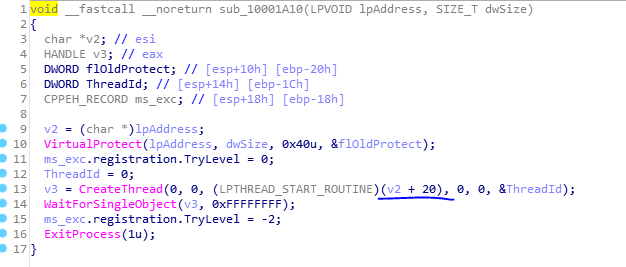 1 void __fastcall __noreturn sub_10001A10(LPVOID lpAddress, SIZE_T dwSize)
2 {
3 char *v2; // esi
4 HANDLE v3; // eax
5 DWORD flOldProtect; // [esp+10h] [ebp-20h]
6 DWORD ThreadId; // [esp+14h] [ebp-1Ch]
7 CPPEH_RECORD ms_exc; // [esp+18h] [ebp-18h]
8
9 v2 = (char *)lpAddress;
10 VirtualProtect(lpAddress, dwSize, 0x40u, &flOldProtect);
11 ms_exc.registration.TryLevel = 0;
12 ThreadId = 0;
13 v3 = CreateThread(0, 0, (LPTHREAD_START_ROUTINE)(v2 + 20), 0, 0, &ThreadId);
14 WaitForSingleObject(v3, 0xFFFFFFFF);
15 ms_exc.registration.TryLevel = -2;
16 ExitProcess(1u);
17 }